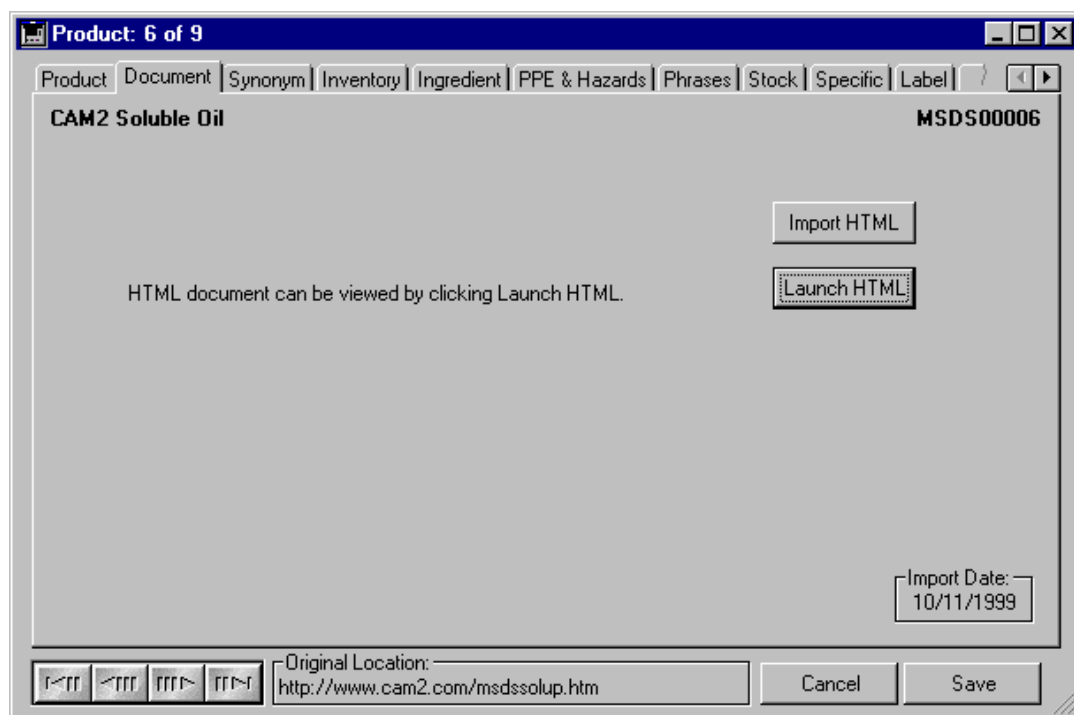 Product: 6 of 9
Product Document Synonym Inventory Ingredient PPE & Hazards Phrases Stock Specific Label
CAM2 Soluble Oil MSDS00006
Import HTML
HTML document can be viewed by clicking Launch HTML. Launch HTML
Import Date:
10/11/1999
Original Location:
http://www.cam2.com/msdssolup.htm Cancel Save